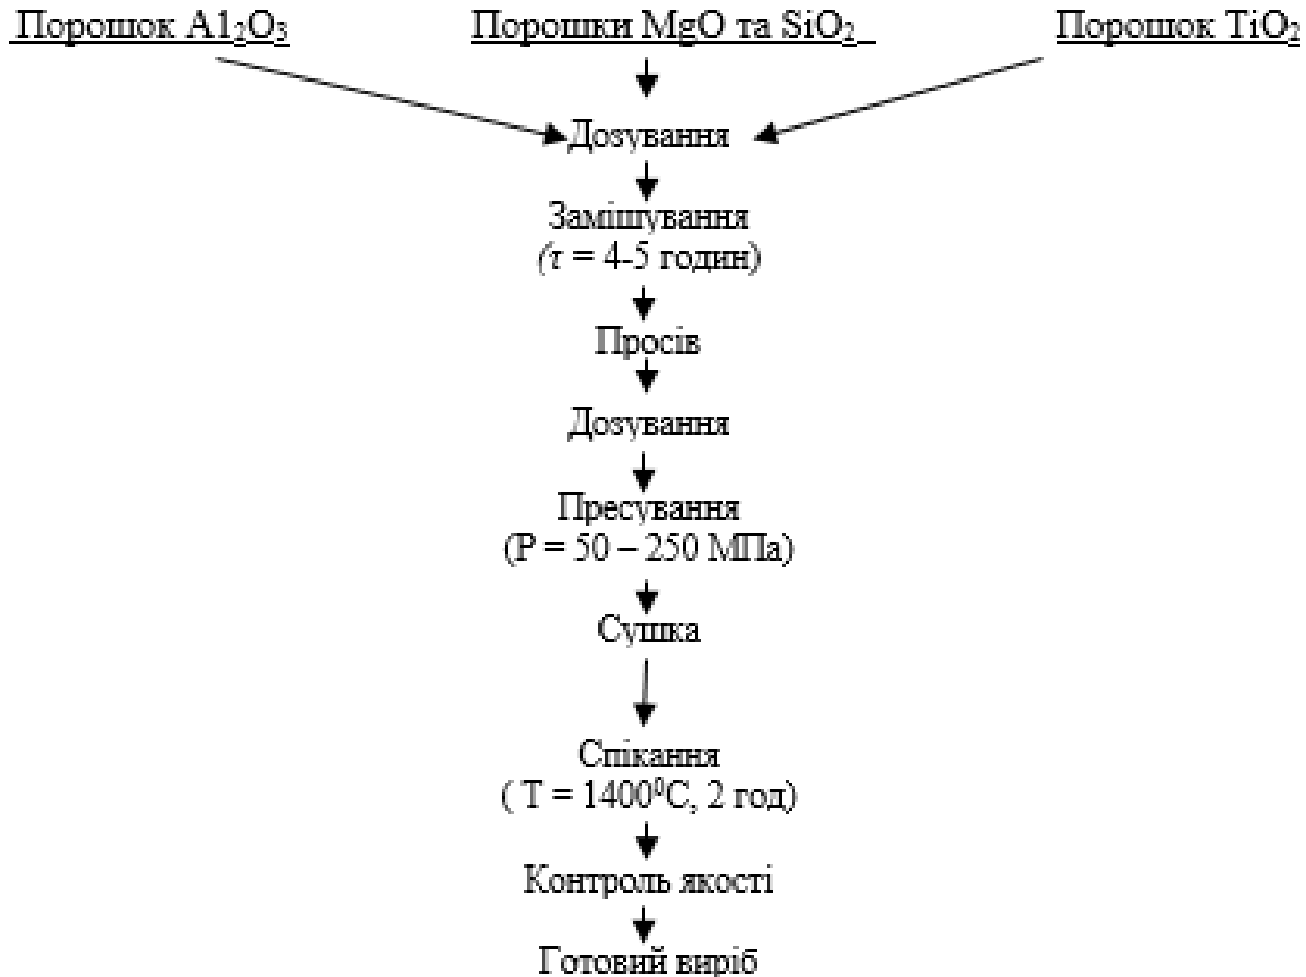 Порошок Al₂O₃
Порошки MgO та SiO₂
Порошок TiO₂
Дозування
Замішування
(τ = 4-5 годин)
Просів
Дозування
Пресування
(P = 50 – 250 МПа)
Сушка
Спікання
( T = 1400⁰C, 2 год)
Контроль якості
Готовий виріб